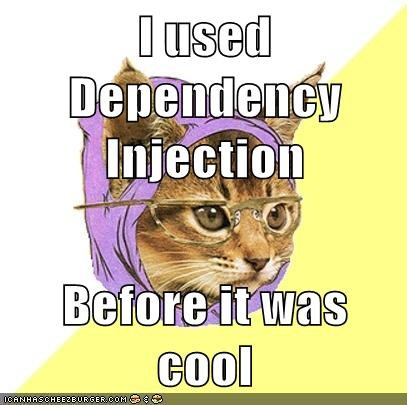 I used
Dependency
Injection
Before it was
cool
ICANHASCHEEZBURGER.COM